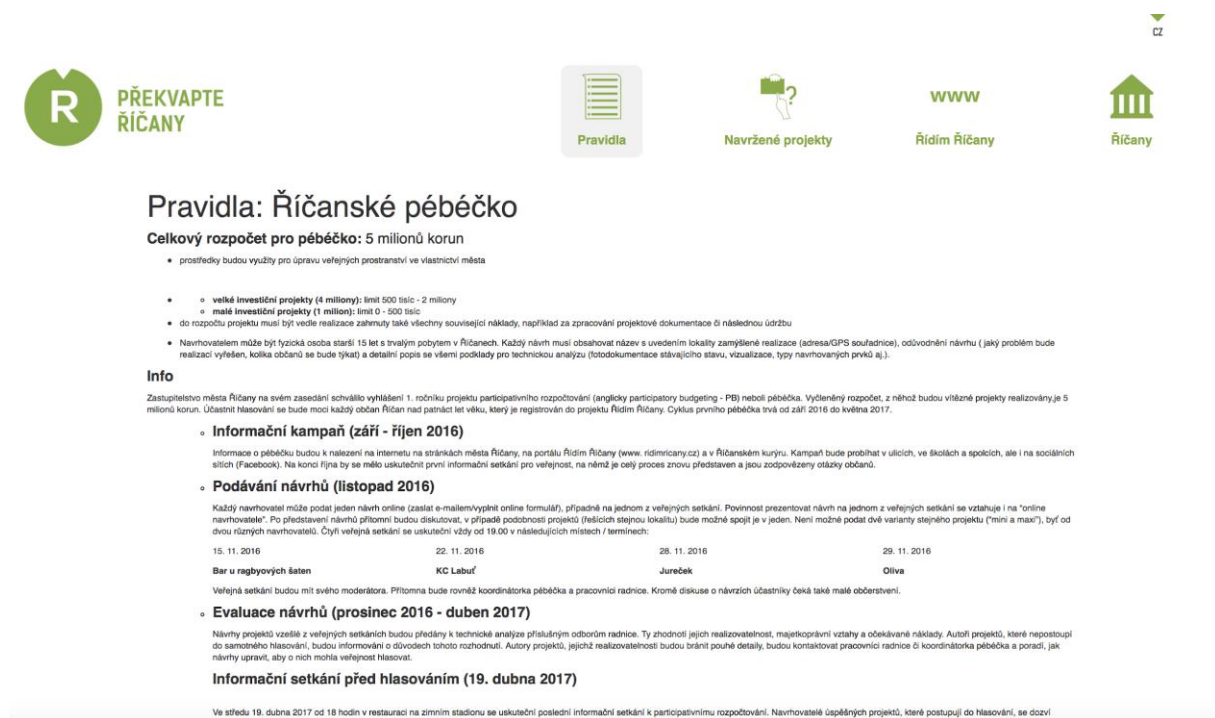 CZ
R
PŘEKVAPTE
ŘÍČANY
?
www
Pravidla
Navržené projekty
Řídím Říčany
Říčany
Pravidla: Říčanské pébéčko
Celkový rozpočet pro pébéčko: 5 milionů korun
prostředky budou využity pro úpravu veřejných prostranství ve vlastnictví města
velké investiční projekty (4 miliony): limit 500 tisíc - 2 miliony
malé investiční projekty (1 milion): limit 0 - 500 tisíc
do rozpočtu projektu musí být vedle realizace zahrnuty také všechny související náklady, například za zpracování projektové dokumentace či následnou údržbu
Navrhovatelem může být fyzická osoba starší 15 let s trvalým pobytem v Říčanech. Každý návrh musí obsahovat název s uvedením lokality zamýšlené realizace (adresa/GPS souřadnice), odůvodnění návrhu ( jaký problém bude
realizací vyřešen, kolika občanů se bude týkat) a detailní popis se všemi podklady pro technickou analýzu (fotodokumentace stávajícího stavu, vizualizace, typy navrhovaných prvků aj.).
Info
Zastupitelstvo města Říčany na svém zasedání schválilo vyhlášení 1. ročníku projektu participativního rozpočtování (anglicky participatory budgeting - PB) neboli pébéčka. Vyčleněný rozpočet, z něhož budou vítězné projekty realizovány,je 5
milionů korun. Účastnit hlasování se bude moci každý občan Říčan nad patnáct let věku, který je registrován do projektu Řídím Říčany. Cyklus prvního pébéčka trvá od září 2016 do května 2017.
Informační kampaň (září - říjen 2016)
Informace o pébéčku budou k nalezení na internetu na stránkách města Říčany, na portálu Řídím Říčany (www. ridimricany.cz) a v Říčanském kurýru. Kampaň bude probíhat v ulicích, ve školách a spolcích, ale i na sociálních
sítích (Facebook). Na konci října by se mělo uskutečnit první informační setkání pro veřejnost, na němž je celý proces znovu představen a jsou zodpovězeny otázky občanů.
Podávání návrhů (listopad 2016)
Každý navrhovatel může podat jeden návrh online (zaslat e-mailem/vyplnit online formulář), případně na jednom z veřejných setkání. Povinnost prezentovat návrh na jednom z veřejných setkání se vztahuje i na "online
navrhovatele". Po představení návrhů přítomní budou diskutovat, v případě podobnosti projektů (řešících stejnou lokalitu) bude možné spojit je v jeden. Není možné podat dvě varianty stejného projektu ("mini a maxi"), byť od
dvou různých navrhovatelů. Čtyři veřejná setkání se uskuteční vždy od 19.00 v následujících místech / termínech:
15. 11. 2016 22. 11. 2016 28. 11. 2016 29. 11. 2016
Bar u ragbyových šaten KC Labuť Jureček Oliva
Veřejná setkání budou mít svého moderátora. Přítomna bude rovněž koordinátorka pébéčka a pracovníci radnice. Kromě diskuse o návrzích účastníky čeká také malé občerstvení.
Evaluace návrhů (prosinec 2016 - duben 2017)
Návrhy projektů vzešlé z veřejných setkáních budou předány k technické analýze příslušným odborům radnice. Ty zhodnotí jejich realizovatelnost, majetkoprávní vztahy a očekávané náklady. Autoři projektů, které nepostoupí
do samotného hlasování, budou informováni o důvodech tohoto rozhodnutí. Autory projektů, jejichž realizovatelnosti budou bránit pouhé detaily, budou kontaktovat pracovníci radnice či koordinátorka pébéčka a poradí, jak
návrhy upravit, aby o nich mohla veřejnost hlasovat.
Informační setkání před hlasováním (19. dubna 2017)
Ve středu 19. dubna 2017 od 18 hodin v restauraci na zimním stadionu se uskuteční poslední informační setkání k participativnímu rozpočtování. Navrhovatelé úspěšných projektů, které postupují do hlasování, se dozví